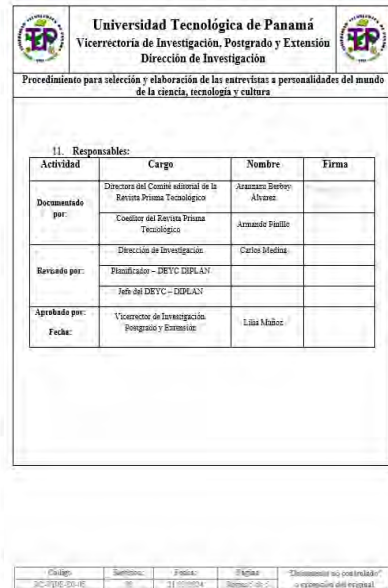 Universidad Tecnológica de Panamá
Vicerrectoría de Investigación, Postgrado y Extensión
Dirección de Investigación
Procedimiento para selección y elaboración de las entrevistas a personalidades del mundo
de la ciencia, tecnología y cultura
11. Responsables:
Actividad Cargo Nombre Firma
Documentado por:
Directora del Comité editorial de la Revista Prisma Tecnológico
Aranzazu Berbey Álvarez
Coeditor del Revista Prisma Tecnológico
Armando Pinillo
Revisado por:
Dirección de Investigación Carlos Medina
Planificador – DEYC DIPLAN
Jefe del DEYC – DIPLAN
Aprobado por:
Fecha:
Vicerrector de Investigación Postgrado y Extensión
Lilia Muñoz
Código Fecha: Página "Documento no controlado"